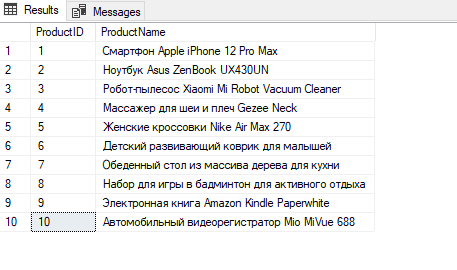 Results Messages
ProductID ProductName
1 1 Смартфон Apple iPhone 12 Pro Max
2 2 Ноутбук Asus ZenBook UX430UN
3 3 Робот-пылесос Xiaomi Mi Robot Vacuum Cleaner
4 4 Массажер для шеи и плеч Gezee Neck
5 5 Женские кроссовки Nike Air Max 270
6 6 Детский развивающий коврик для малышей
7 7 Обеденный стол из массива дерева для кухни
8 8 Набор для игры в бадминтон для активного отдыха
9 9 Электронная книга Amazon Kindle Paperwhite
10 10 Автомобильный видеорегистратор Mio MiVue 688